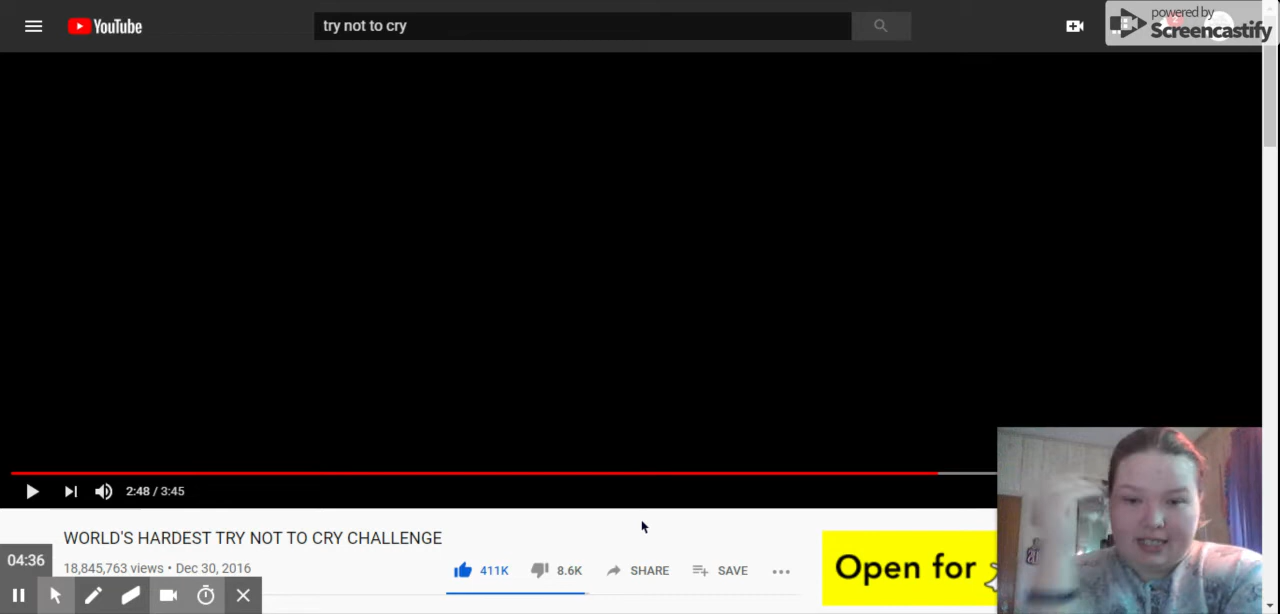 YouTube
try not to cry
powered by
Screencastify
2:48 / 3:45
WORLD'S HARDEST TRY NOT TO CRY CHALLENGE
18,845,763 views • Dec 30, 2016
411K
8.6K
SHARE
SAVE
Open for
04:36